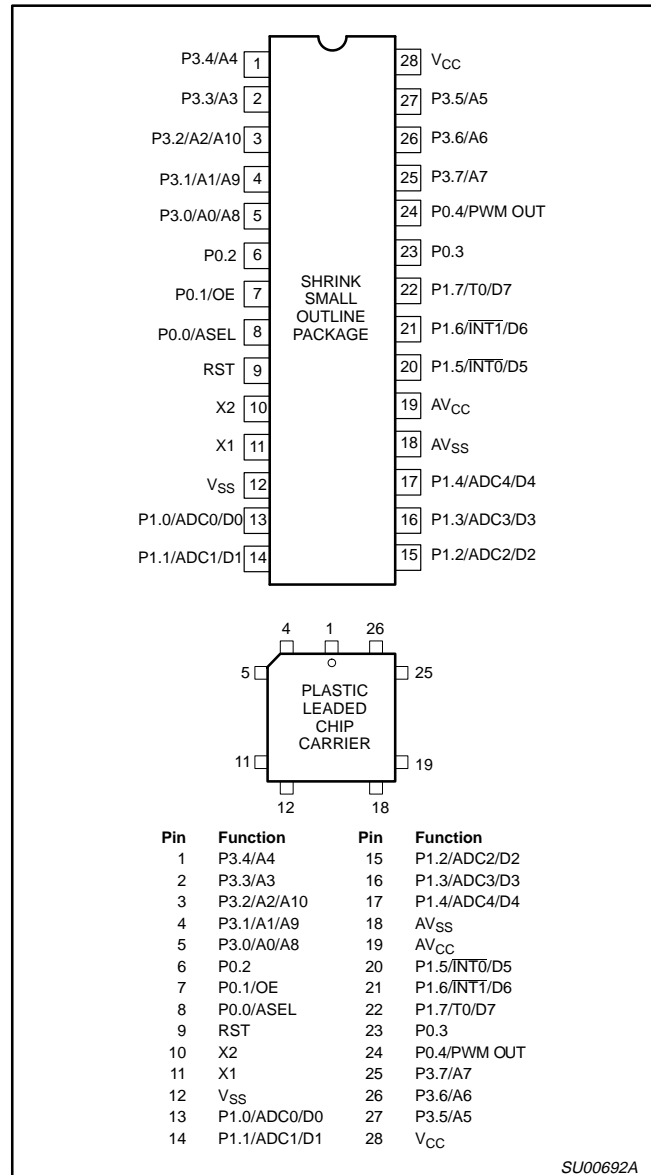 P3.4/A4 1 28 VCC
P3.3/A3 2 27 P3.5/A5
P3.2/A2/A10 3 26 P3.6/A6
P3.1/A1/A9 4 25 P3.7/A7
P3.0/A0/A8 5 24 P0.4/PWM OUT
P0.2 6 23 P0.3
P0.1/OE 7 22 P1.7/T0/D7
P0.0/ASEL 8 21 P1.6/INT1/D6
RST 9 20 P1.5/INT0/D5
X2 10 19 AVCC
X1 11 18 AVSS
VSS 12 17 P1.4/ADC4/D4
P1.0/ADC0/D0 13 16 P1.3/ADC3/D3
P1.1/ADC1/D1 14 15 P1.2/ADC2/D2
SHRINK
SMALL
OUTLINE
PACKAGE
4 1 26
5 25
PLASTIC
LEADED
CHIP
CARRIER
11 19
12 18
Pin Function Pin Function
1 P3.4/A4 15 P1.2/ADC2/D2
2 P3.3/A3 16 P1.3/ADC3/D3
3 P3.2/A2/A10 17 P1.4/ADC4/D4
4 P3.1/A1/A9 18 AVSS
5 P3.0/A0/A8 19 AVCC
6 P0.2 20 P1.5/INT0/D5
7 P0.1/OE 21 P1.6/INT1/D6
8 P0.0/ASEL 22 P1.7/T0/D7
9 RST 23 P0.3
10 X2 24 P0.4/PWM OUT
11 X1 25 P3.7/A7
12 VSS 26 P3.6/A6
13 P1.0/ADC0/D0 27 P3.5/A5
14 P1.1/ADC1/D1 28 VCC
SU00692A